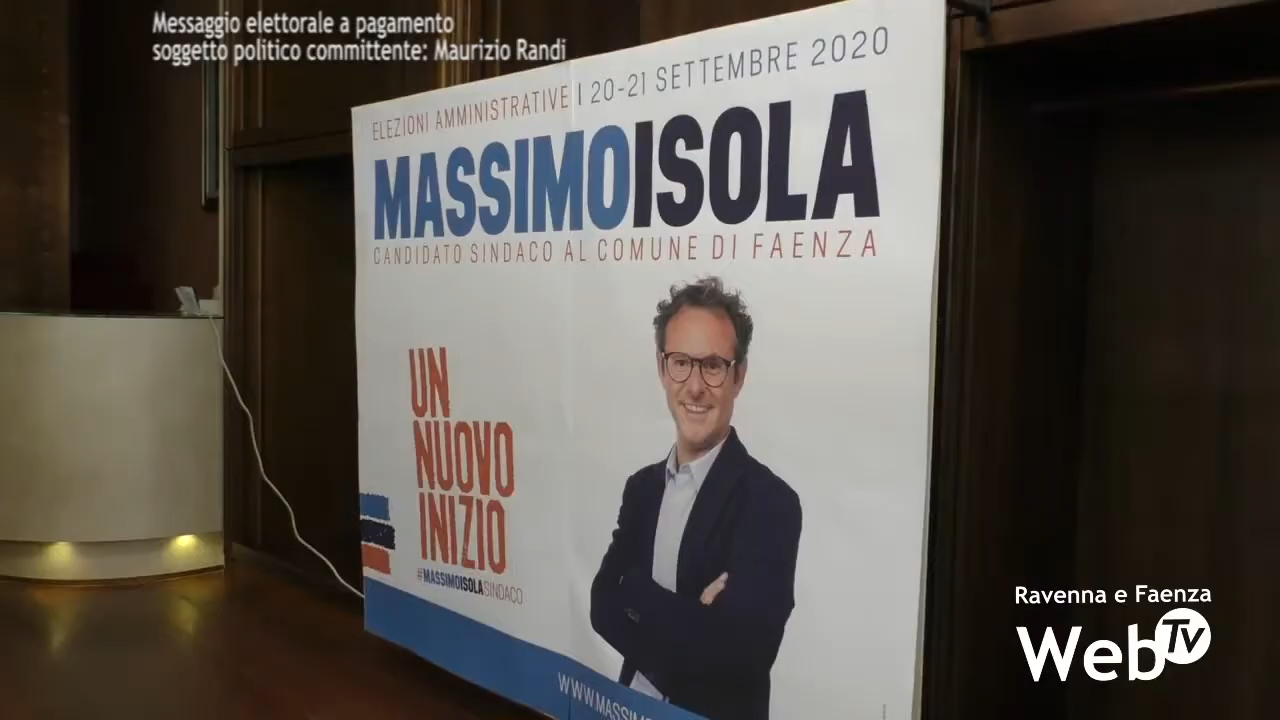 Messaggio elettorale a pagamento
soggetto politico committente: Maurizio Randi
ELEZIONI AMMINISTRATIVE | 20-21 SETTEMBRE 2020
MASSIMOISOLA
CANDIDATO SINDACO AL COMUNE DI FAENZA
UN
NUOVO
INIZIO
#MASSIMOISOLASINDACO
Ravenna e Faenza
WebTv